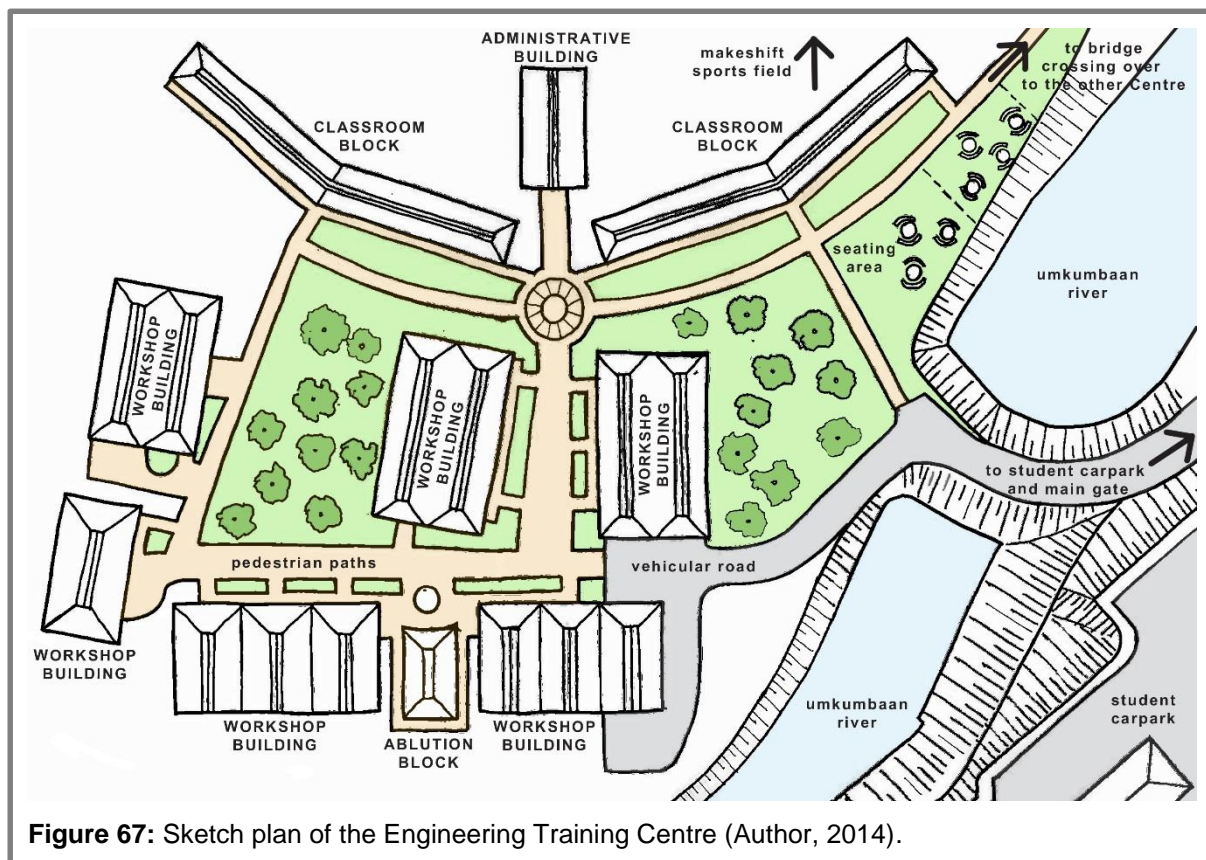 ADMINISTRATIVE
BUILDING
makeshift
sports field
to bridge
crossing over
to the other Centre
CLASSROOM
BLOCK
CLASSROOM
BLOCK
seating
area
umkumbaan
river
WORKSHOP
BUILDING
WORKSHOP
BUILDING
WORKSHOP
BUILDING
to student carpark
and main gate
pedestrian paths
vehicular road
WORKSHOP
BUILDING
WORKSHOP
BUILDING
ABLUTION
BLOCK
WORKSHOP
BUILDING
umkumbaan
river
student
carpark
Figure 67: Sketch plan of the Engineering Training Centre (Author, 2014).